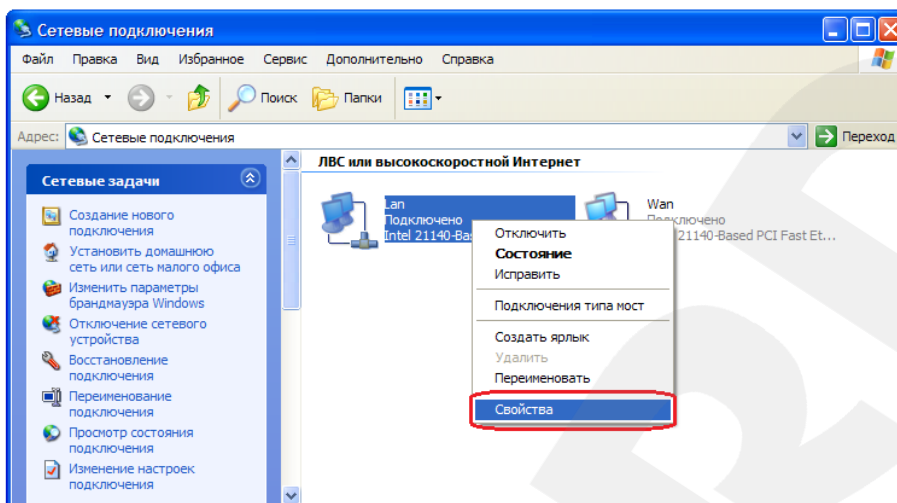 Сетевые подключения
Файл Правка Вид Избранное Сервис Дополнительно Справка
Назад Поиск Папки
Адрес: Сетевые подключения Переход
Сетевые задачи
Создание нового
подключения
Установить домашнюю
сеть или сеть малого офиса
Изменить параметры
брандмауэра Windows
Отключение сетевого
устройства
Восстановление
подключения
Переименование
подключения
Просмотр состояния
подключения
Изменение настроек
подключения
ЛВС или высокоскоростной Интернет
Lan
Подключено
Intel 21140-Ba
Wan
Подключено
21140-Based PCI Fast Et...
Отключить
Состояние
Исправить
Подключения типа мост
Создать ярлык
Удалить
Переименовать
Свойства